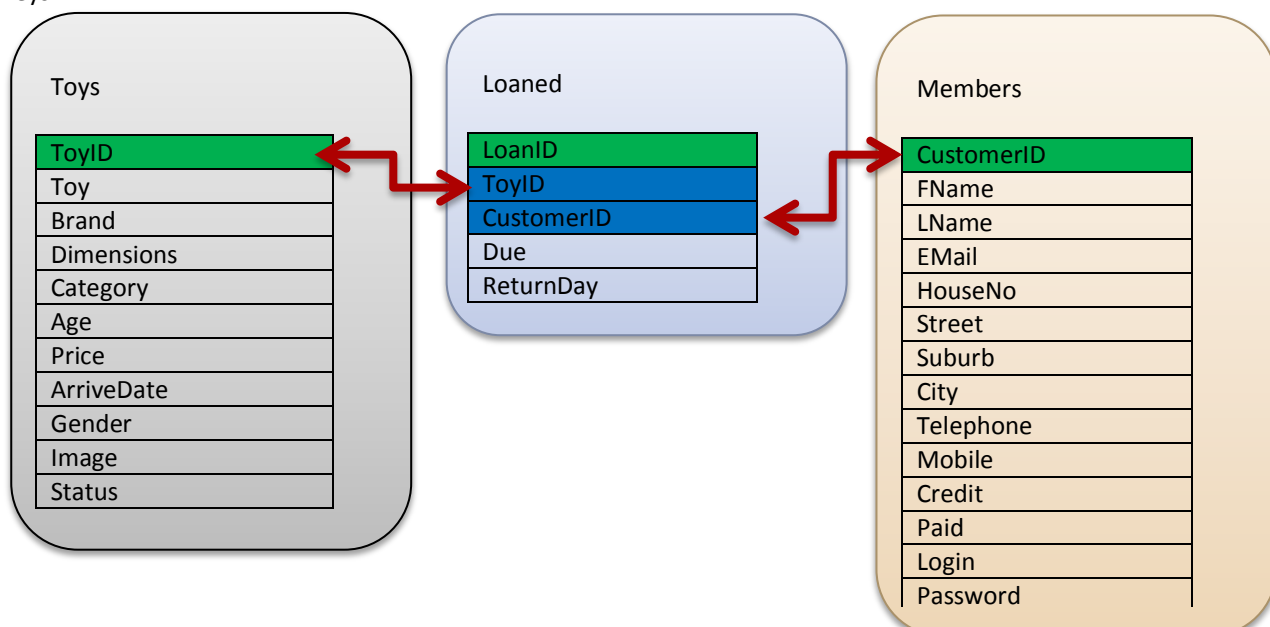 Toys
ToyID
Toy
Brand
Dimensions
Category
Age
Price
ArriveDate
Gender
Image
Status
Loaned
LoanID
ToyID
CustomerID
Due
ReturnDay
Members
CustomerID
FName
LName
EMail
HouseNo
Street
Suburb
City
Telephone
Mobile
Credit
Paid
Login
Password